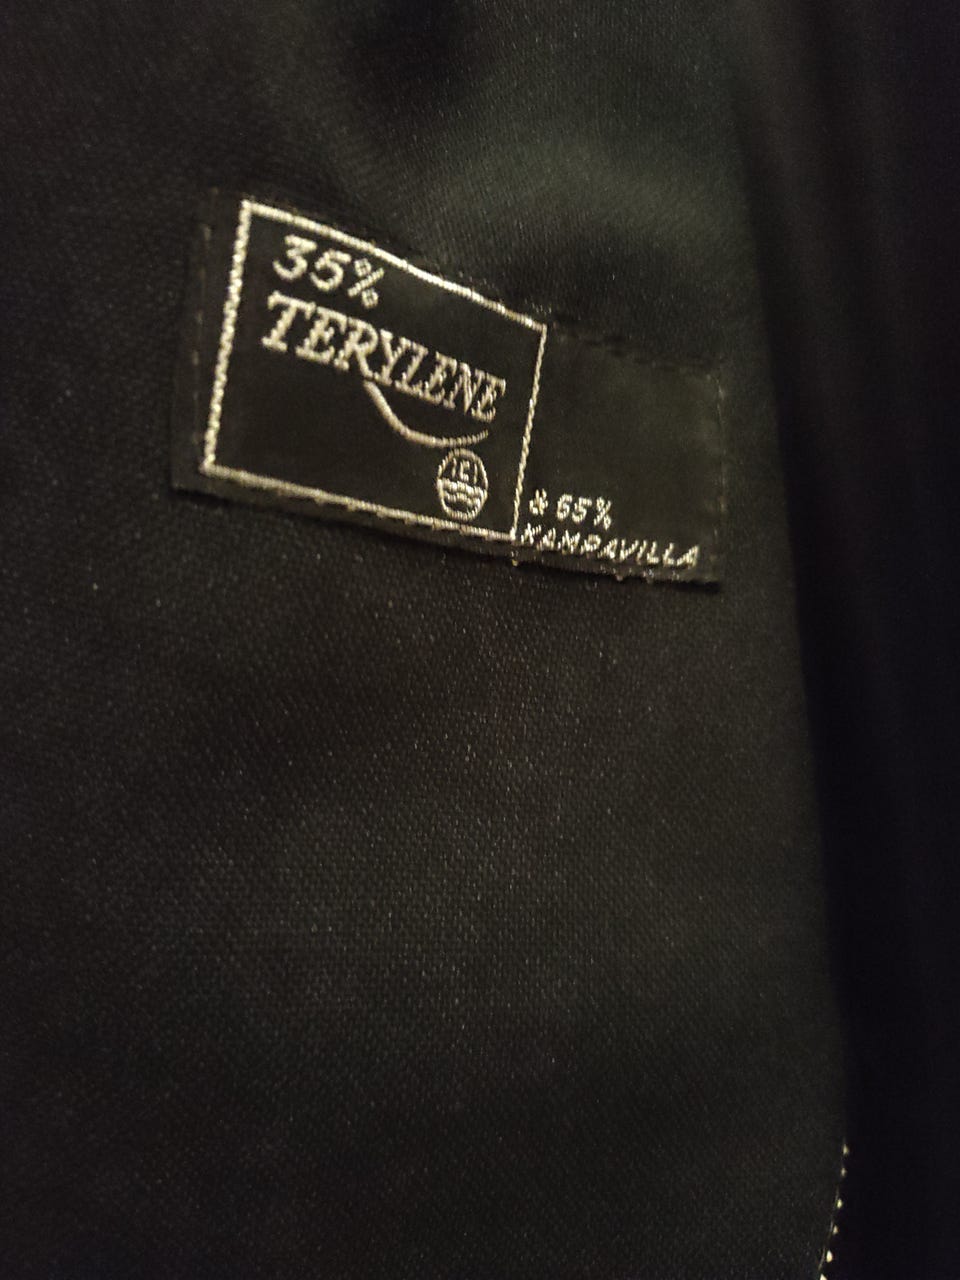 35%
TERYLENE
ICI
& 65%
KAMPAVILLA